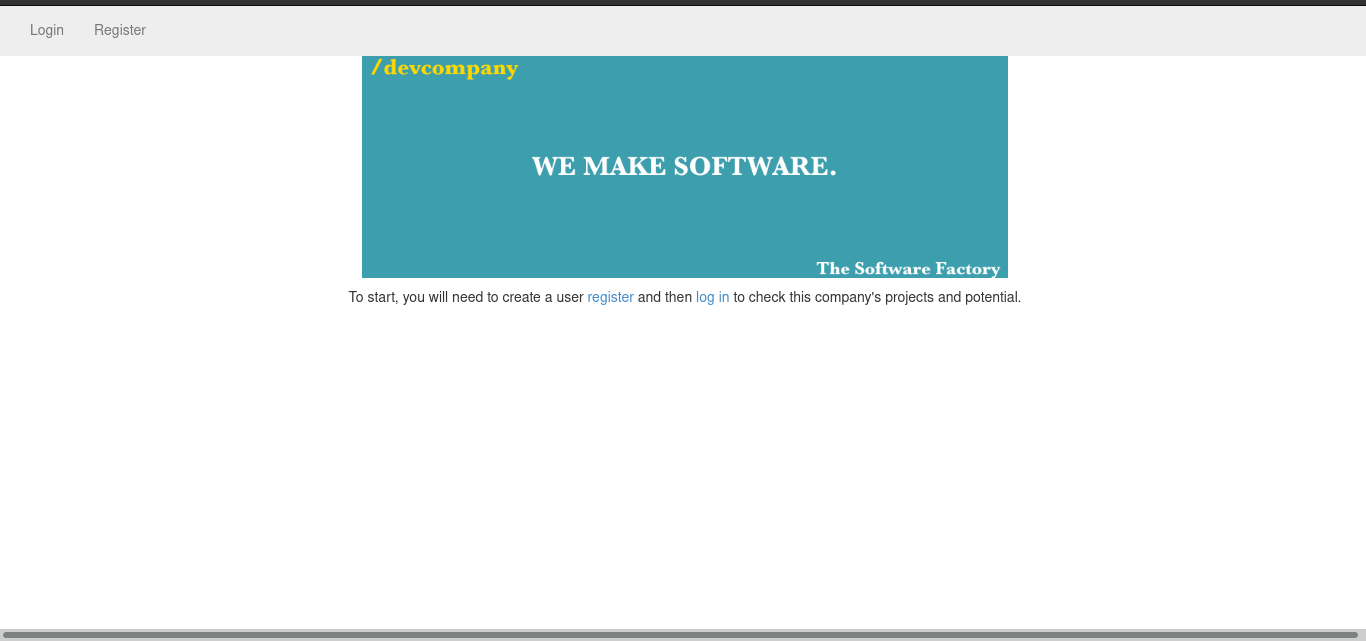 Login Register
/devcompany
WE MAKE SOFTWARE.
The Software Factory
To start, you will need to create a user register and then log in to check this company's projects and potential.